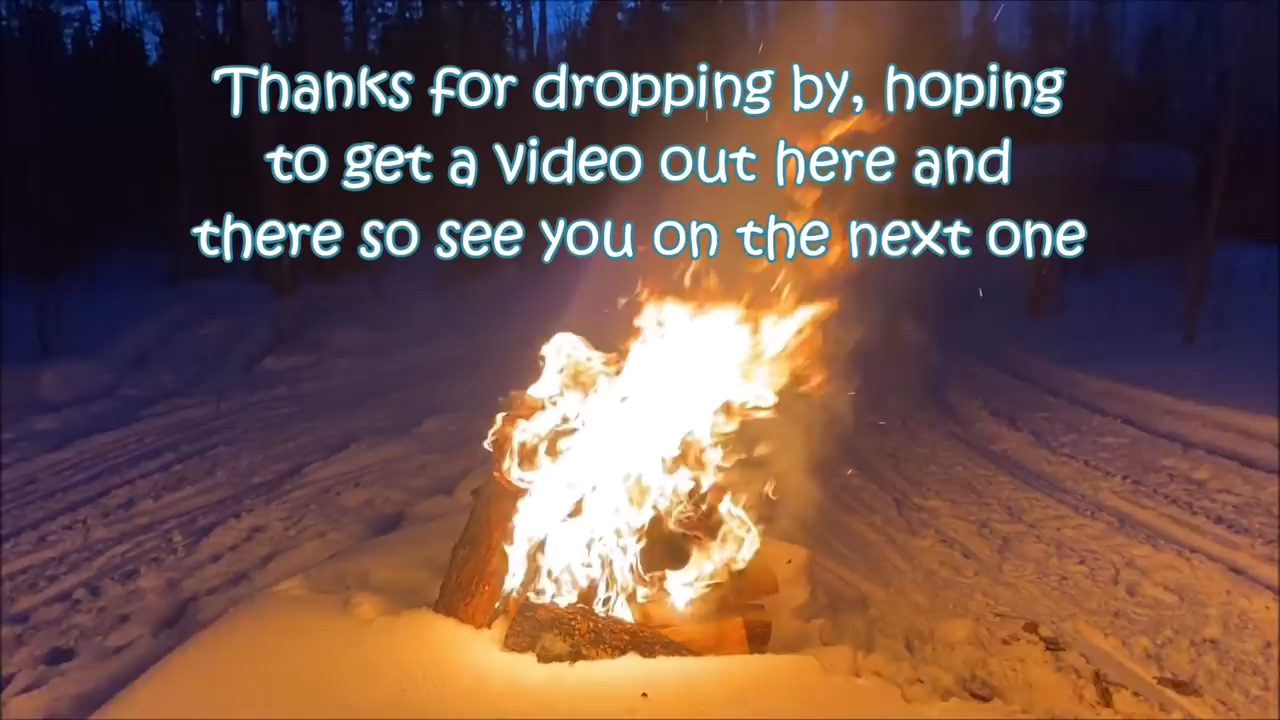 Thanks for dropping by, hoping
to get a video out here and
there so see you on the next one